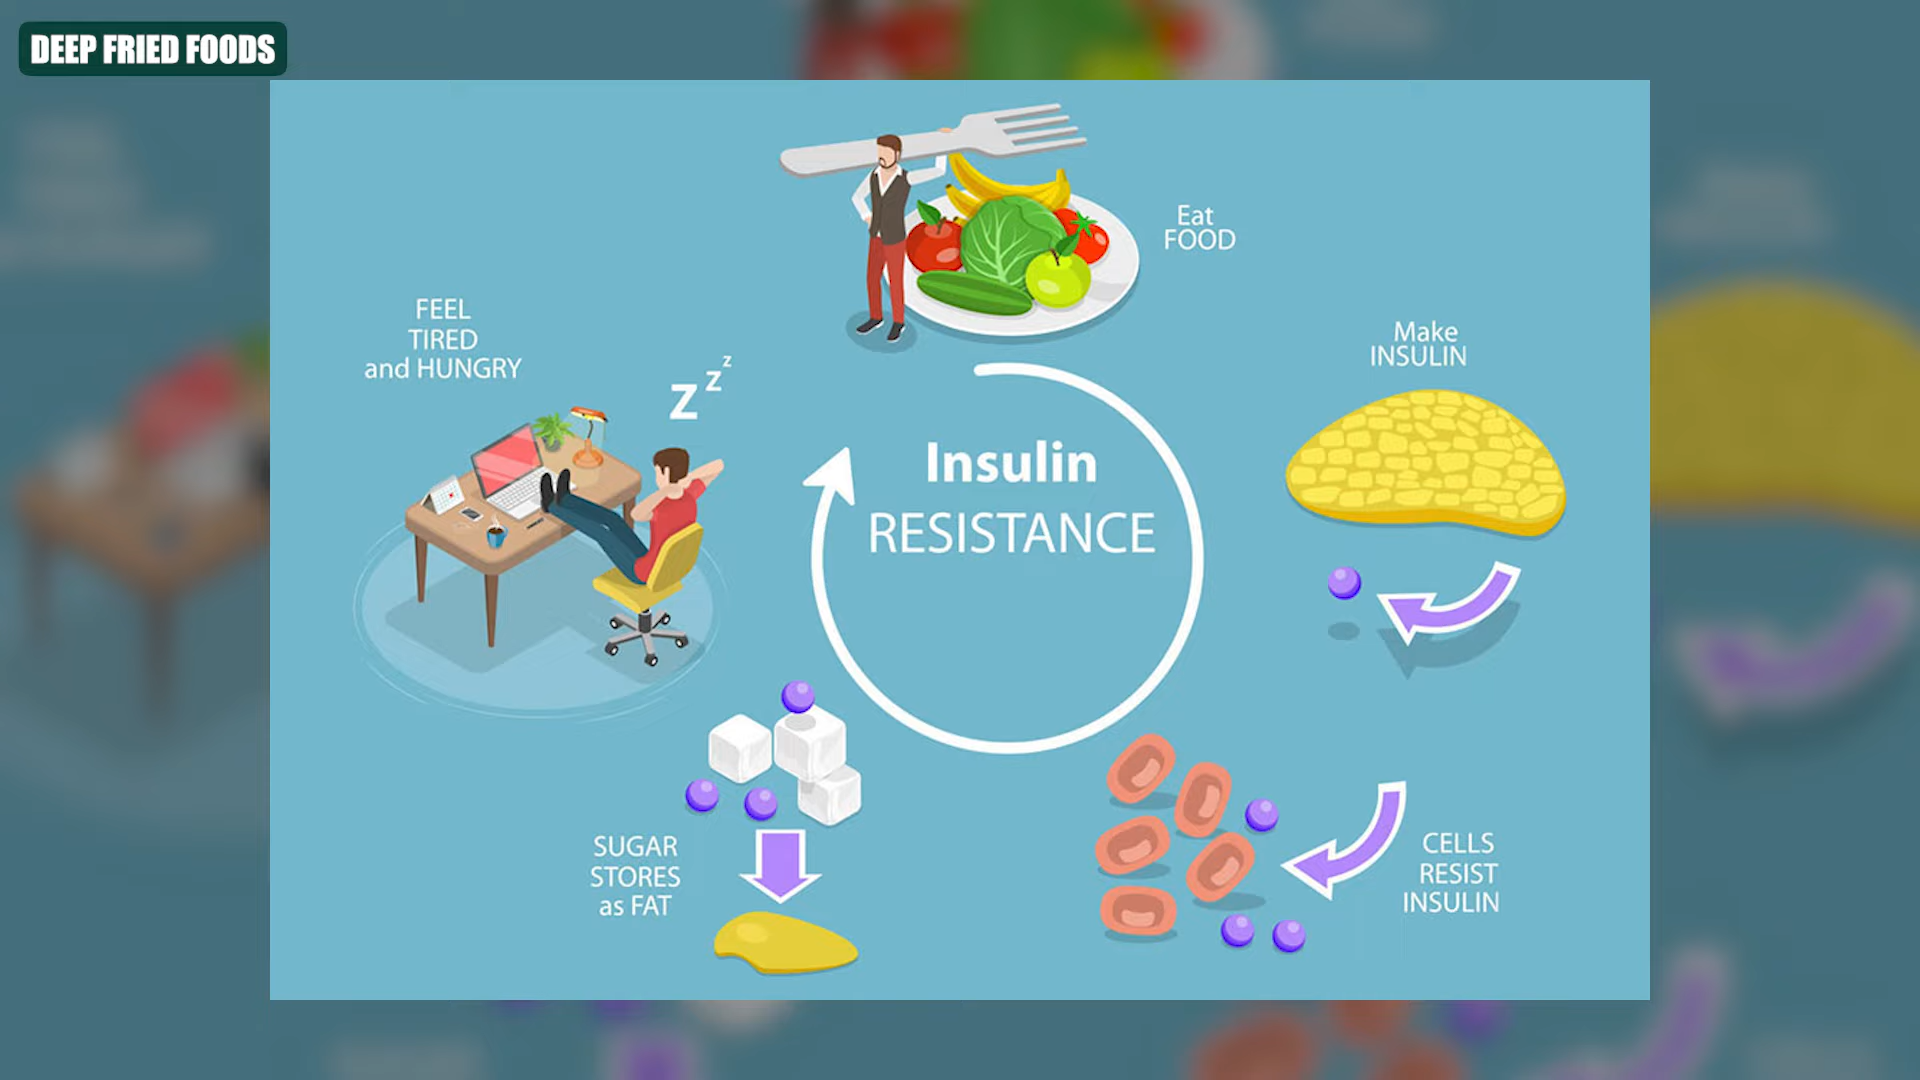 DEEP FRIED FOODS
Eat
FOOD
Make
INSULIN
FEEL
TIRED
and HUNGRY
z z z
Insulin
RESISTANCE
CELLS
RESIST
INSULIN
SUGAR
STORES
as FAT